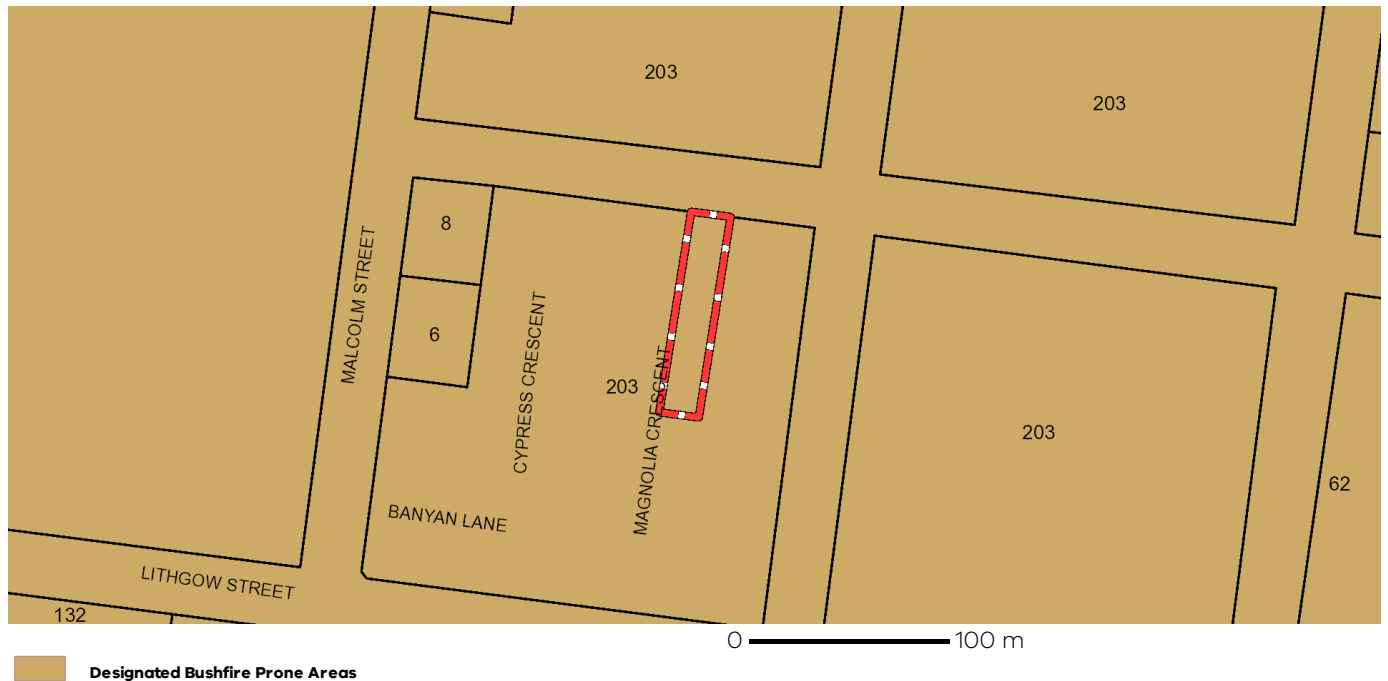 203
203
8
MALCOLM STREET
6
CYPRESS CRESCENT
203
MAGNOLIA CRESCENT
203
62
BANYAN LANE
LITHGOW STREET
132
0 100 m
Designated Bushfire Prone Areas